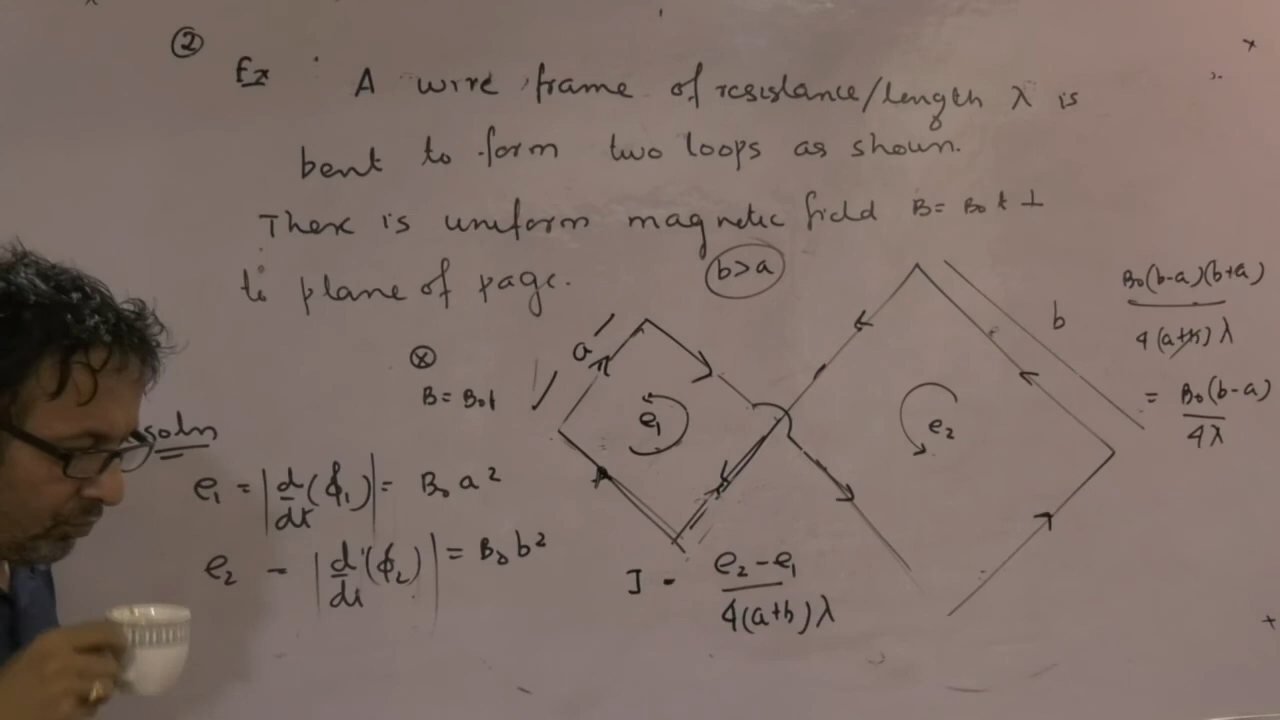 ②
Ex : A wire frame of resistance/length λ is
bent to form two loops as shown.
There is uniform magnetic field B = B₀t ⊥
to plane of page.
b>a
⊗
B = B₀t
a
b
e₁
e₂
soln
e₁ = |d/dt(ϕ₁)| = B₀a²
e₂ = |d/dt(ϕ₂)| = B₀b²
I = e₂-e₁ / 4(a+b)λ
B₀(b-a)(b+a) / 4(a+b)λ
= B₀(b-a) / 4λ